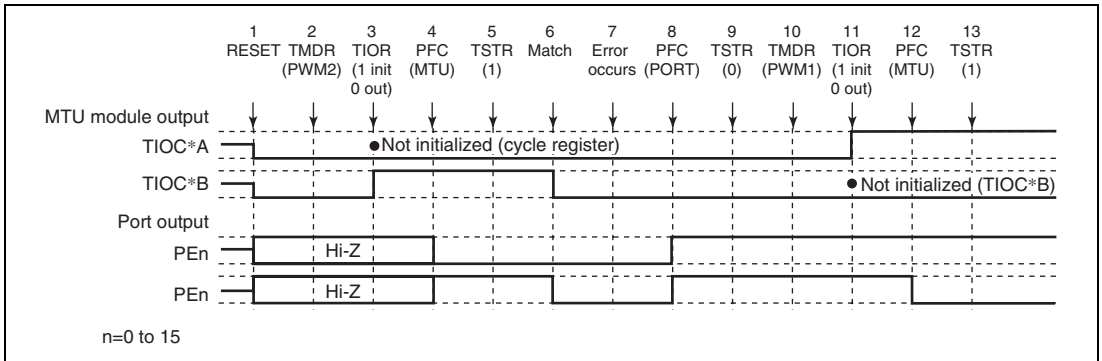 1 2 3 4 5 6 7 8 9 10 11 12 13
RESET TMDR TIOR PFC TSTR Match Error PFC TSTR TMDR TIOR PFC TSTR
(PWM2) (1 init (MTU) (1) occurs (PORT) (0) (PWM1) (1 init (MTU) (1)
0 out) 0 out)
MTU module output
TIOC*A ●Not initialized (cycle register)
TIOC*B ● Not initialized (TIOC*B)
Port output
PEn Hi-Z
PEn Hi-Z
n=0 to 15